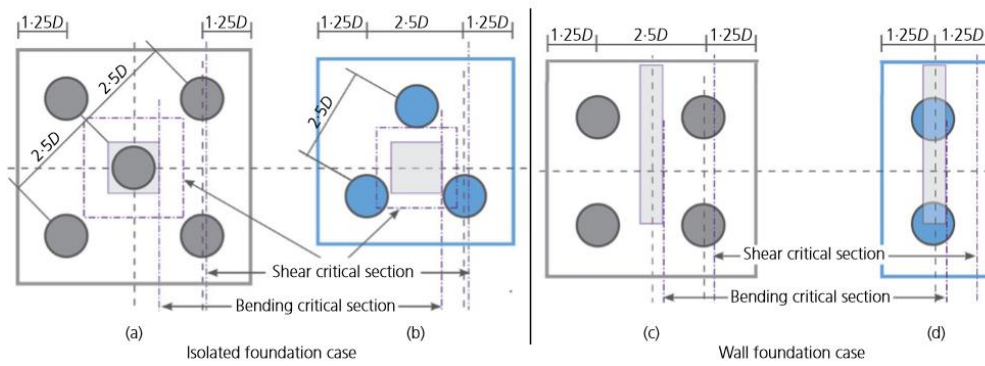 1·25D 2·5D 1·25D 1·25D 2·5D 1·25D 1·25D 1·25D
1·25D
2·5D
2·5D
2·5D
Shear critical section Shear critical section
Bending critical section Bending critical section
(a) (b) (c) (d)
Isolated foundation case Wall foundation case